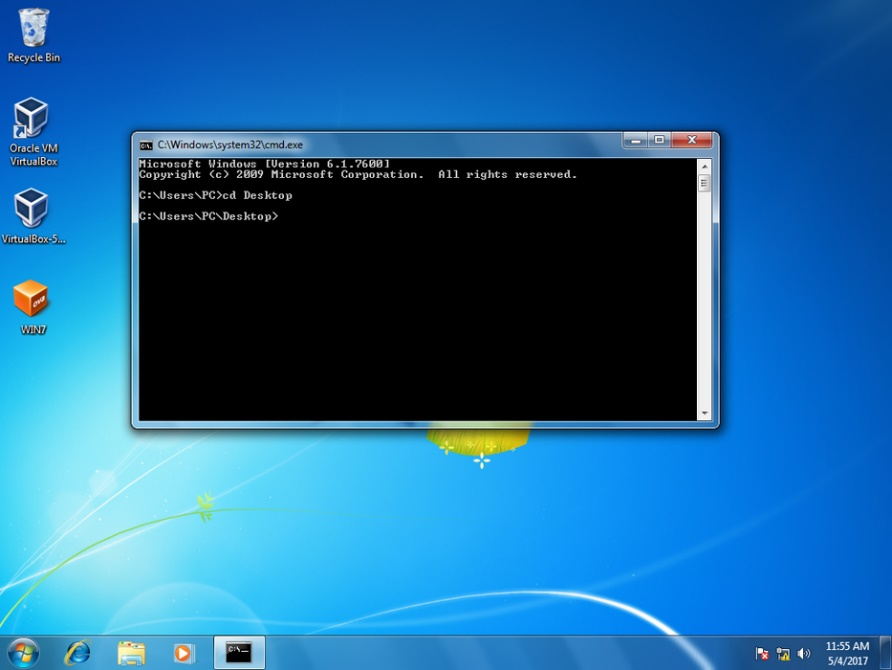 Recycle Bin
Oracle VM
VirtualBox
VirtualBox-5...
WIN7
C:\Windows\system32\cmd.exe
Microsoft Windows [Version 6.1.7600]
Copyright (c) 2009 Microsoft Corporation.  All rights reserved.
C:\Users\PC>cd Desktop
C:\Users\PC\Desktop>
11:55 AM
5/4/2017